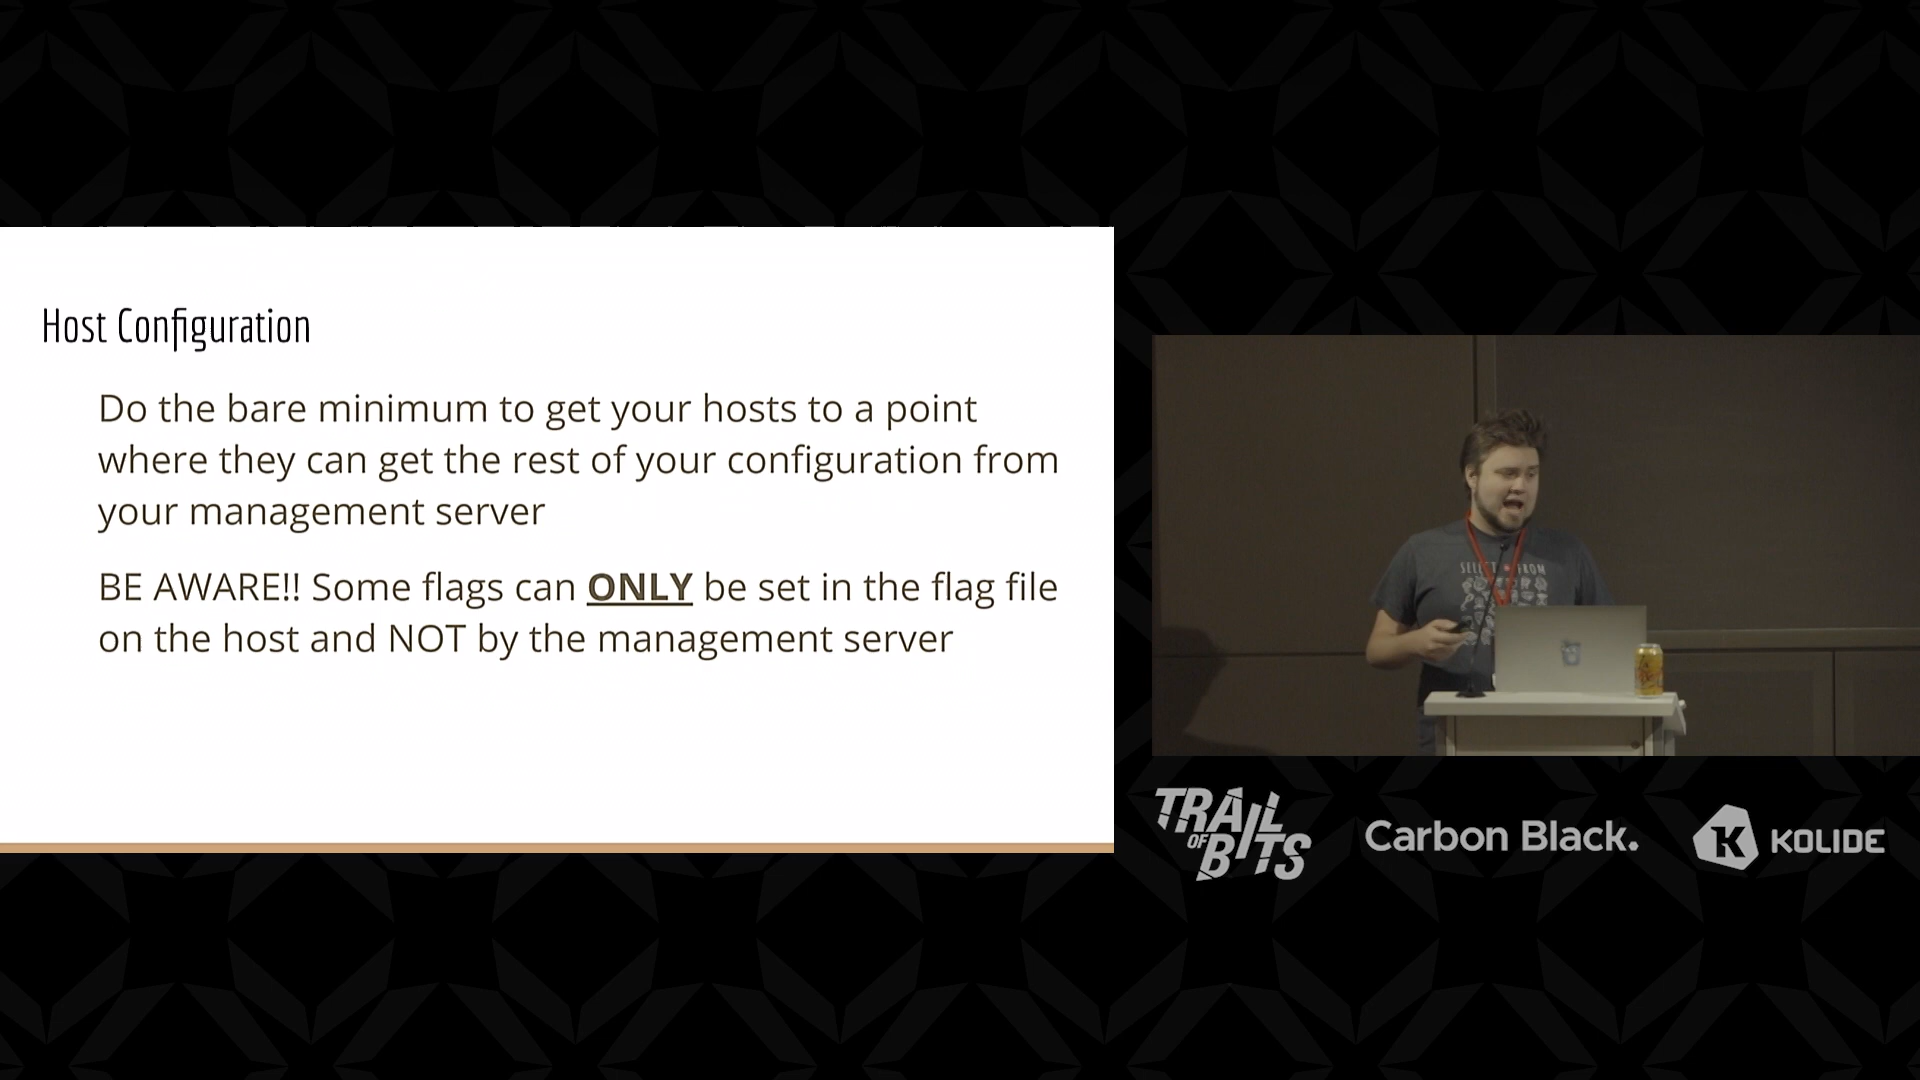 Host Configuration
Do the bare minimum to get your hosts to a point
where they can get the rest of your configuration from
your management server
BE AWARE!! Some flags can ONLY be set in the flag file
on the host and NOT by the management server
SELECT * FROM
TRAIL
OF
BITS
Carbon Black.
K KOLIDE